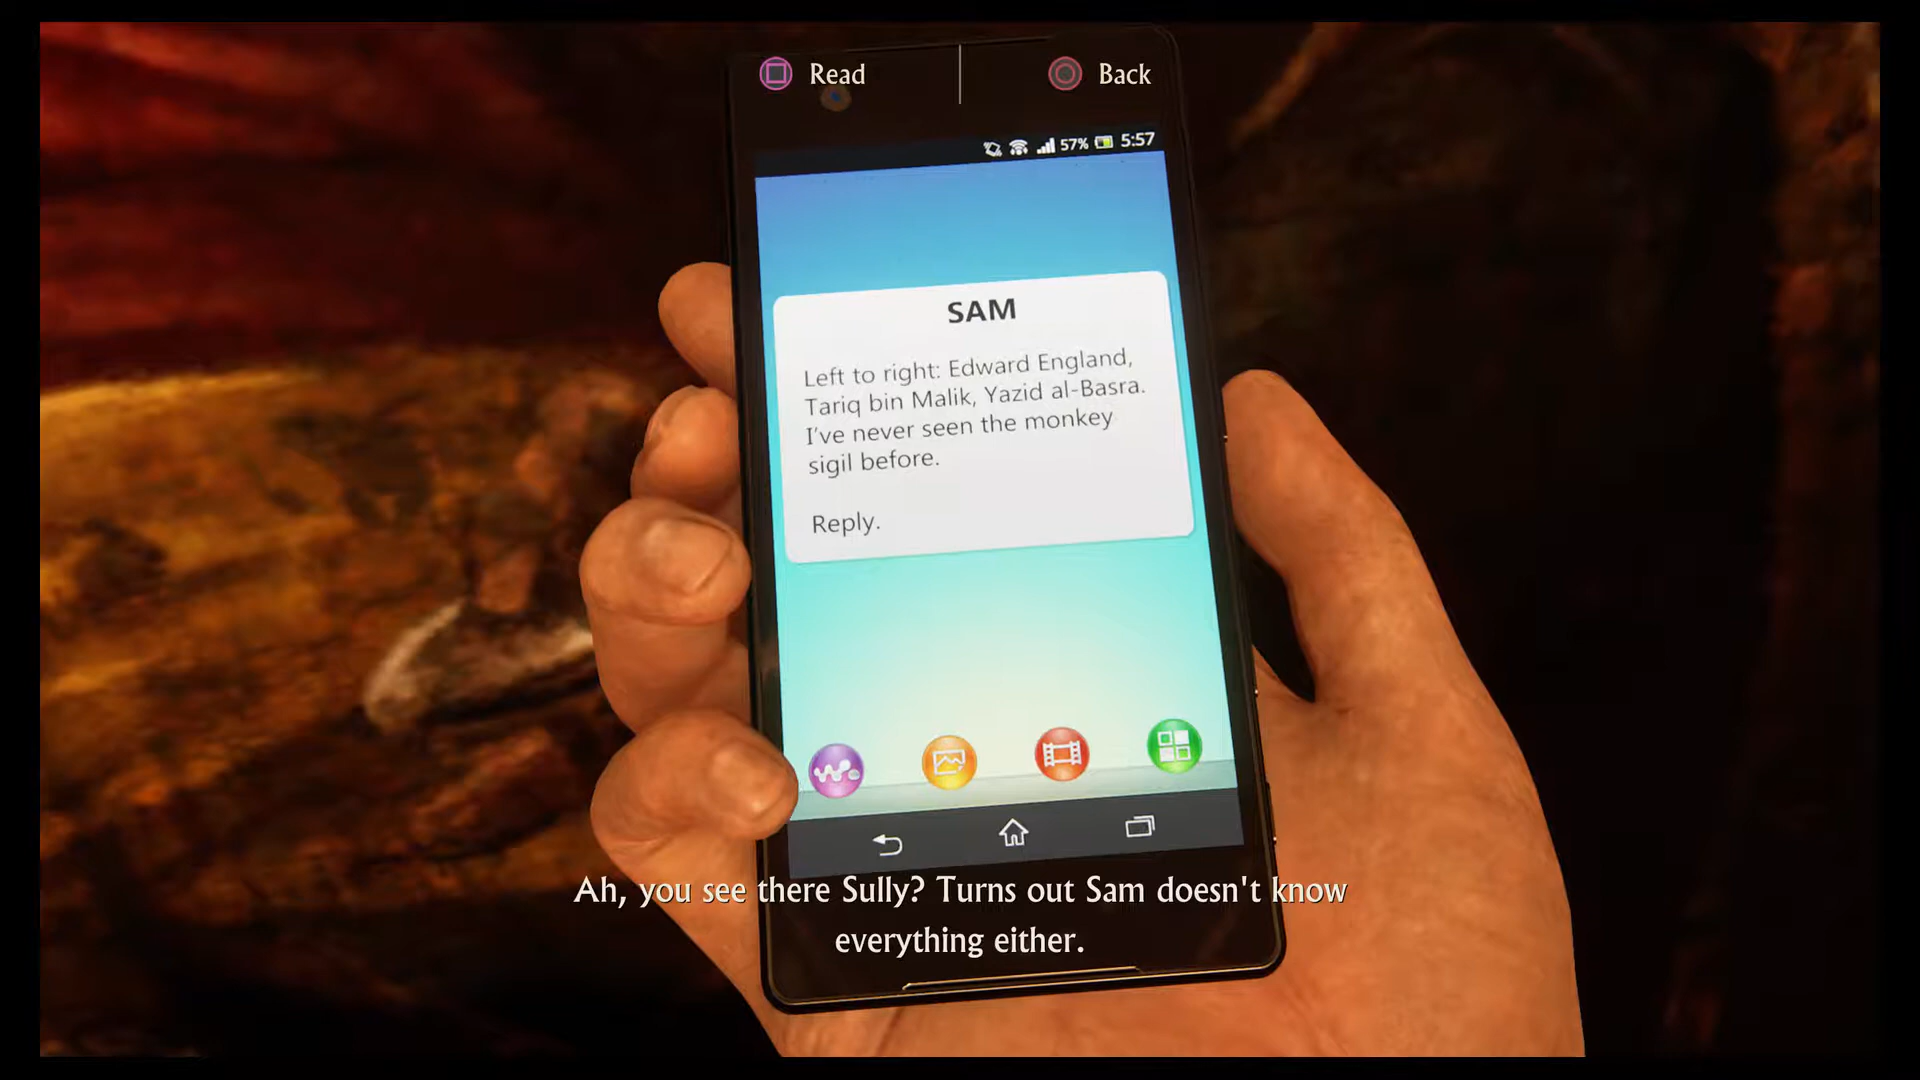 Read
Back
57% 5:57
SAM
Left to right: Edward England,
Tariq bin Malik, Yazid al-Basra.
I've never seen the monkey
sigil before.
Reply.
Ah, you see there Sully? Turns out Sam doesn't know
everything either.